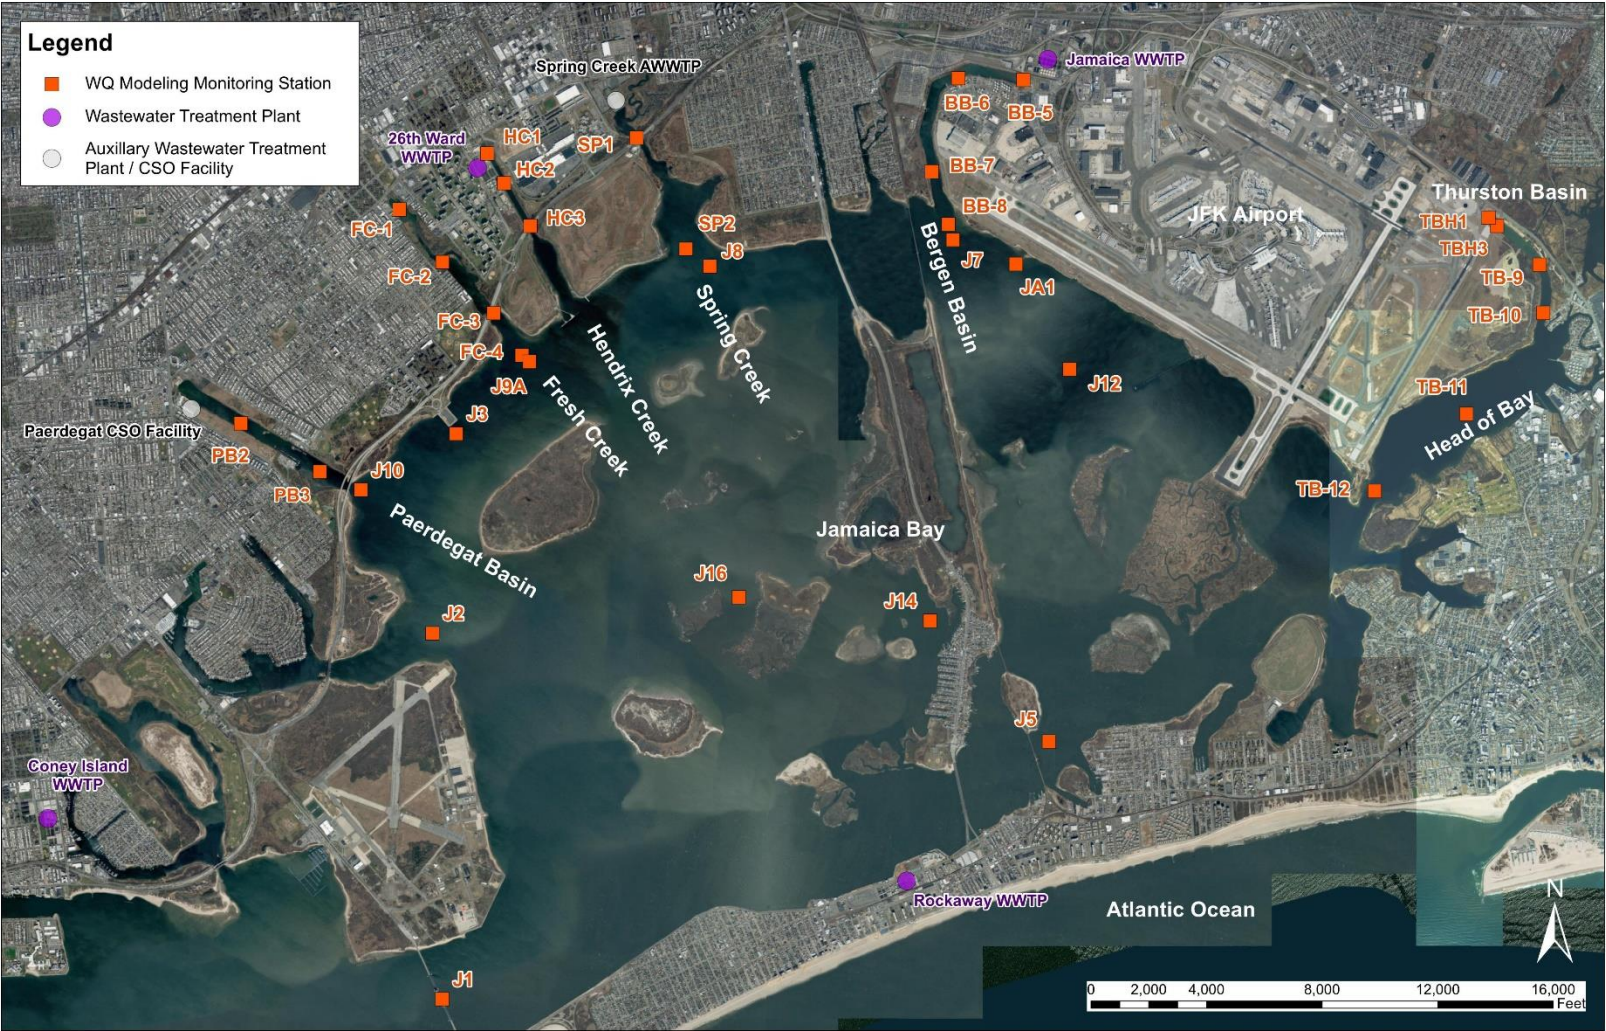 Legend
WQ Modeling Monitoring Station
Wastewater Treatment Plant
Auxillary Wastewater Treatment
Plant / CSO Facility
Spring Creek AWWTP
Jamaica WWTP
BB-6
BB-5
26th Ward
WWTP
HC1
SP1
HC2
BB-7
Thurston Basin
FC-1
HC3
SP2
BB-8
JFK Airport
TBH1
TBH3
J8
J7
FC-2
JA1
TB-9
Bergen Basin
FC-3
TB-10
Spring Creek
FC-4
Hendrix Creek
J9A
Fresh Creek
J12
TB-11
J3
Head of Bay
Paerdegat CSO Facility
PB2
J10
PB3
TB-12
Paerdegat Basin
Jamaica Bay
J16
J14
J2
J5
Coney Island
WWTP
Rockaway WWTP
Atlantic Ocean
N
J1
0 2,000 4,000 8,000 12,000 16,000
Feet